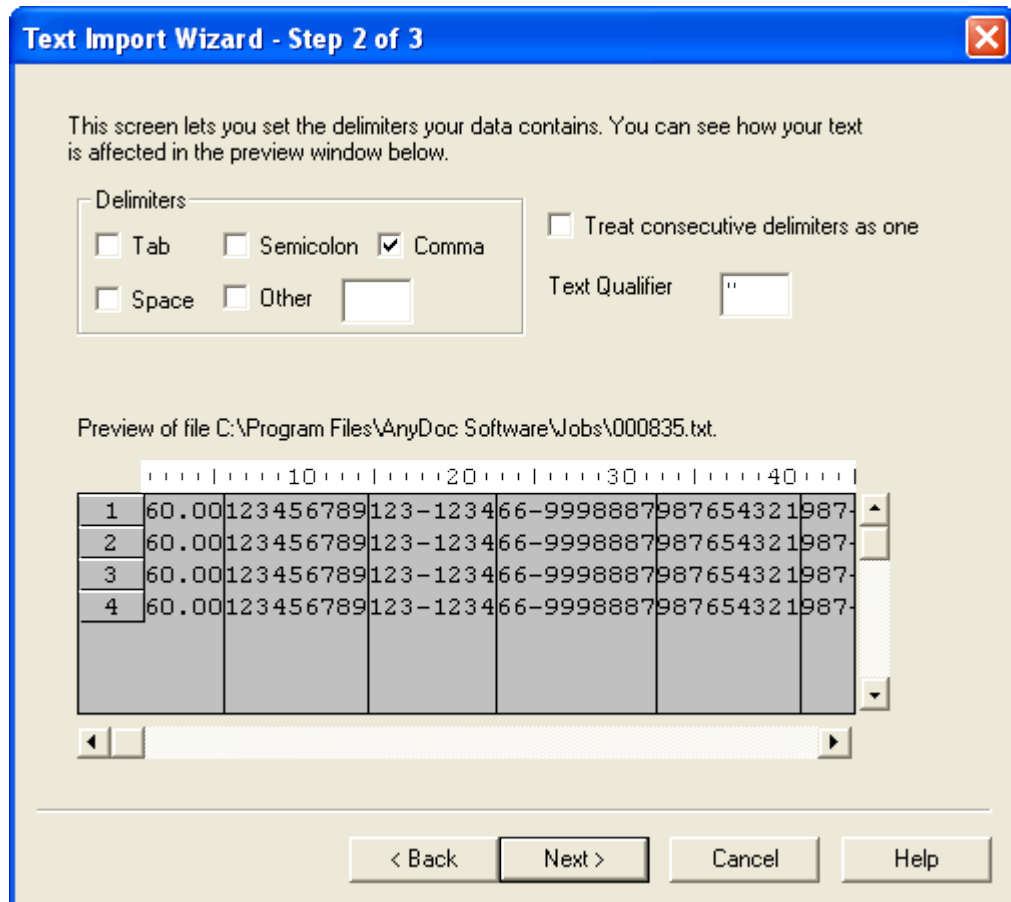 Text Import Wizard - Step 2 of 3
This screen lets you set the delimiters your data contains. You can see how your text
is affected in the preview window below.
Delimiters
Tab
Semicolon
Comma
Space
Other
Treat consecutive delimiters as one
Text Qualifier
"
Preview of file C:\Program Files\AnyDoc Software\Jobs\000835.txt.
10 20 30 40
1 60.00 123456789 123-1234 66-9998887 987654321 987-
2 60.00 123456789 123-1234 66-9998887 987654321 987-
3 60.00 123456789 123-1234 66-9998887 987654321 987-
4 60.00 123456789 123-1234 66-9998887 987654321 987-
< Back
Next >
Cancel
Help